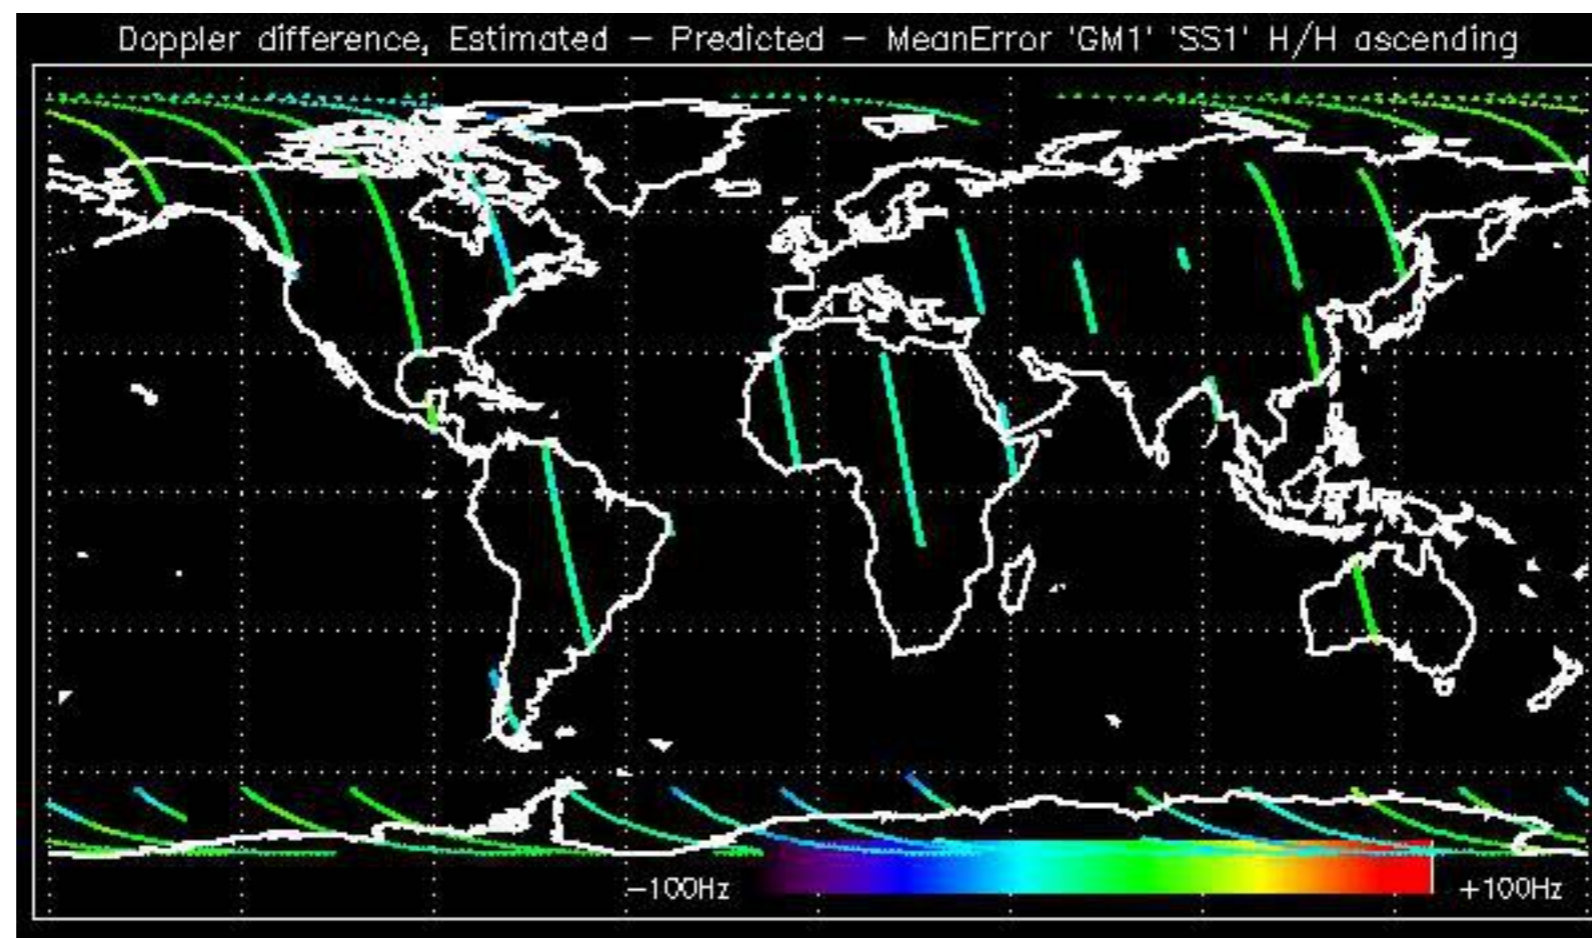 Doppler difference, Estimated – Predicted – MeanError 'GM1' 'SS1' H/H ascending
–100Hz
+100Hz